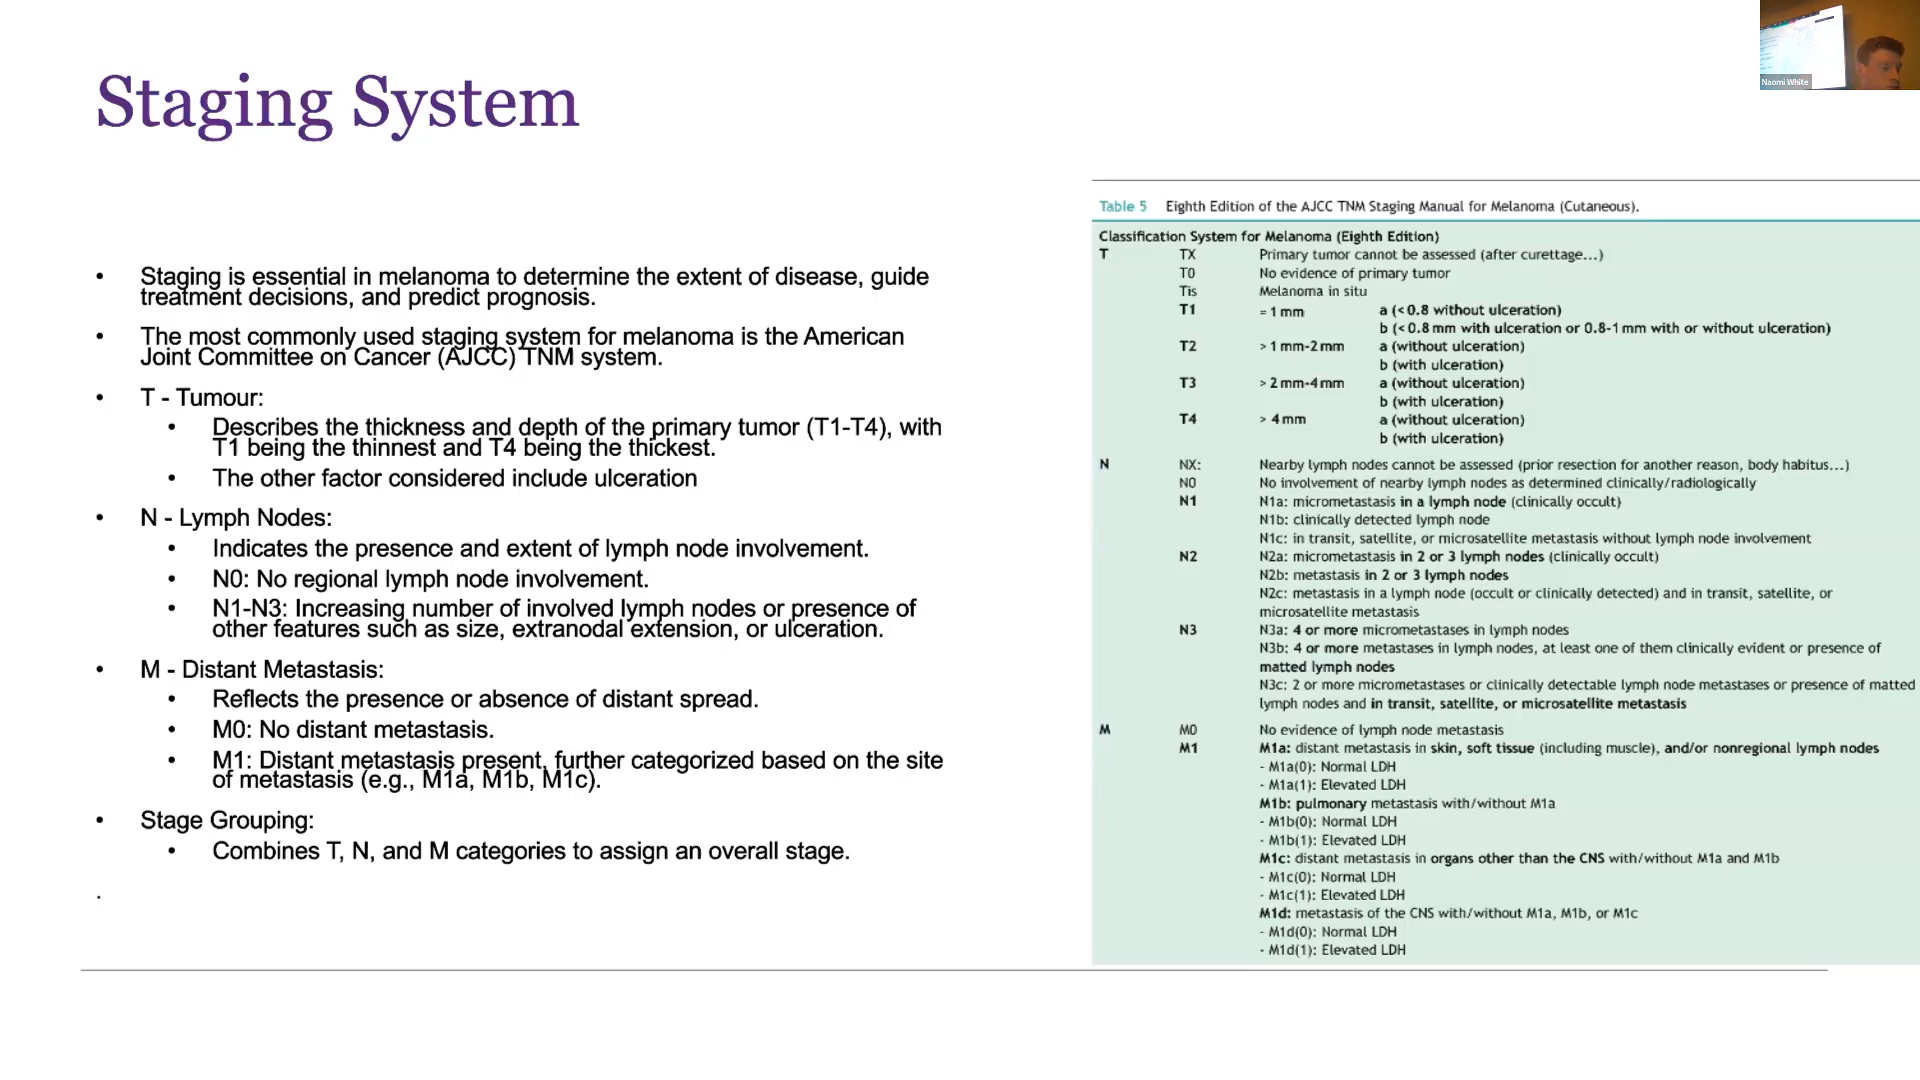 Staging System
Naomi White
• Staging is essential in melanoma to determine the extent of disease, guide
treatment decisions, and predict prognosis.
• The most commonly used staging system for melanoma is the American
Joint Committee on Cancer (AJCC) TNM system.
• T - Tumour:
• Describes the thickness and depth of the primary tumor (T1-T4), with
T1 being the thinnest and T4 being the thickest.
• The other factor considered include ulceration
• N - Lymph Nodes:
• Indicates the presence and extent of lymph node involvement.
• N0: No regional lymph node involvement.
• N1-N3: Increasing number of involved lymph nodes or presence of
other features such as size, extranodal extension, or ulceration.
• M - Distant Metastasis:
• Reflects the presence or absence of distant spread.
• M0: No distant metastasis.
• M1: Distant metastasis present, further categorized based on the site
of metastasis (e.g., M1a, M1b, M1c).
• Stage Grouping:
• Combines T, N, and M categories to assign an overall stage.
.
Table 5 Eighth Edition of the AJCC TNM Staging Manual for Melanoma (Cutaneous).
Classification System for Melanoma (Eighth Edition)
T TX Primary tumor cannot be assessed (after curettage...)
T0 No evidence of primary tumor
Tis Melanoma in situ
T1 = 1 mm a (< 0.8 without ulceration)
b (< 0.8 mm with ulceration or 0.8-1 mm with or without ulceration)
T2 > 1 mm-2 mm a (without ulceration)
b (with ulceration)
T3 > 2 mm-4 mm a (without ulceration)
b (with ulceration)
T4 > 4 mm a (without ulceration)
b (with ulceration)
N NX: Nearby lymph nodes cannot be assessed (prior resection for another reason, body habitus...)
N0 No involvement of nearby lymph nodes as determined clinically/radiologically
N1 N1a: micrometastasis in a lymph node (clinically occult)
N1b: clinically detected lymph node
N1c: in transit, satellite, or microsatellite metastasis without lymph node involvement
N2 N2a: micrometastasis in 2 or 3 lymph nodes (clinically occult)
N2b: metastasis in 2 or 3 lymph nodes
N2c: metastasis in a lymph node (occult or clinically detected) and in transit, satellite, or
microsatellite metastasis
N3 N3a: 4 or more micrometastases in lymph nodes
N3b: 4 or more metastases in lymph nodes, at least one of them clinically evident or presence of
matted lymph nodes
N3c: 2 or more micrometastases or clinically detectable lymph node metastases or presence of matted
lymph nodes and in transit, satellite, or microsatellite metastasis
M M0 No evidence of lymph node metastasis
M1 M1a: distant metastasis in skin, soft tissue (including muscle), and/or nonregional lymph nodes
- M1a(0): Normal LDH
- M1a(1): Elevated LDH
M1b: pulmonary metastasis with/without M1a
- M1b(0): Normal LDH
- M1b(1): Elevated LDH
M1c: distant metastasis in organs other than the CNS with/without M1a and M1b
- M1c(0): Normal LDH
- M1c(1): Elevated LDH
M1d: metastasis of the CNS with/without M1a, M1b, or M1c
- M1d(0): Normal LDH
- M1d(1): Elevated LDH